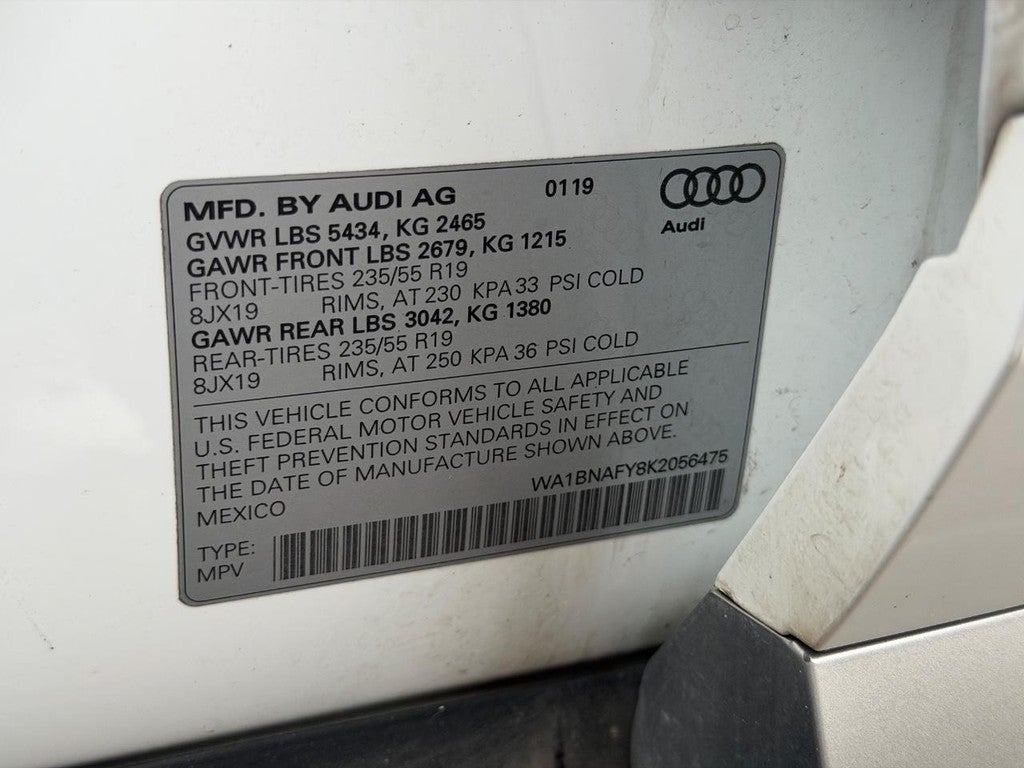 MFD. BY AUDI AG 0119
Audi
GVWR LBS 5434, KG 2465
GAWR FRONT LBS 2679, KG 1215
FRONT-TIRES 235/55 R19
8JX19 RIMS, AT 230 KPA 33 PSI COLD
GAWR REAR LBS 3042, KG 1380
REAR-TIRES 235/55 R19
8JX19 RIMS, AT 250 KPA 36 PSI COLD
THIS VEHICLE CONFORMS TO ALL APPLICABLE
U.S. FEDERAL MOTOR VEHICLE SAFETY AND
THEFT PREVENTION STANDARDS IN EFFECT ON
THE DATE OF MANUFACTURE SHOWN ABOVE.
MEXICO WA1BNAFY8K2056475
TYPE:
MPV